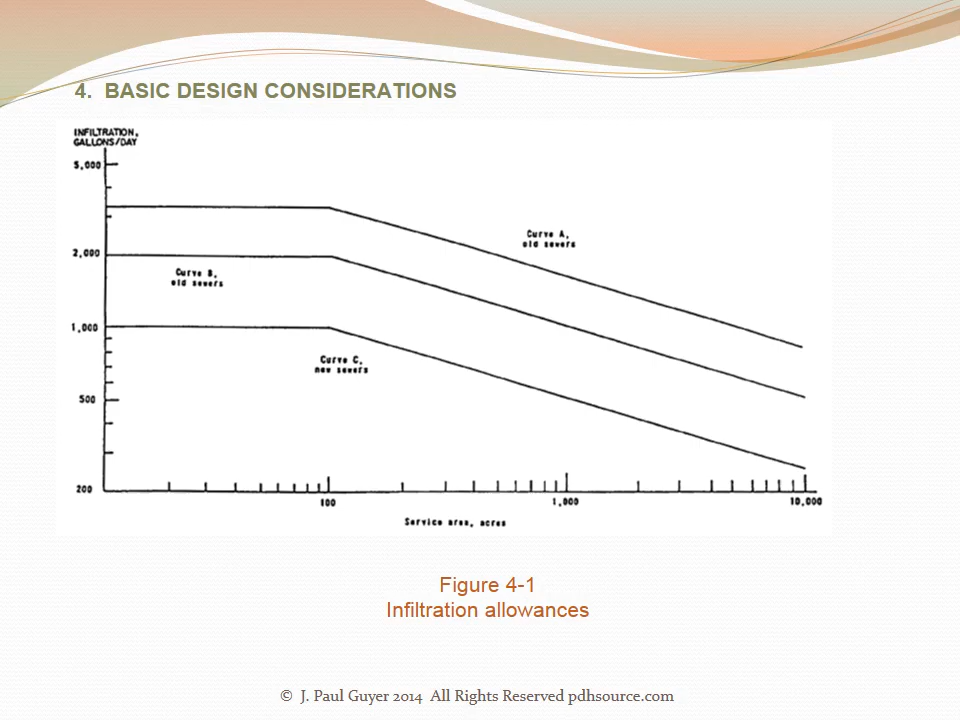 4. BASIC DESIGN CONSIDERATIONS
INFILTRATION,
GALLONS/DAY
5,000
Curve A,
old sewers
2,000
Curve B,
old sewers
1,000
Curve C,
new sewers
500
200
100
1,000
10,000
Service area, acres
Figure 4-1
Infiltration allowances
© J. Paul Guyer 2014 All Rights Reserved pdhsource.com